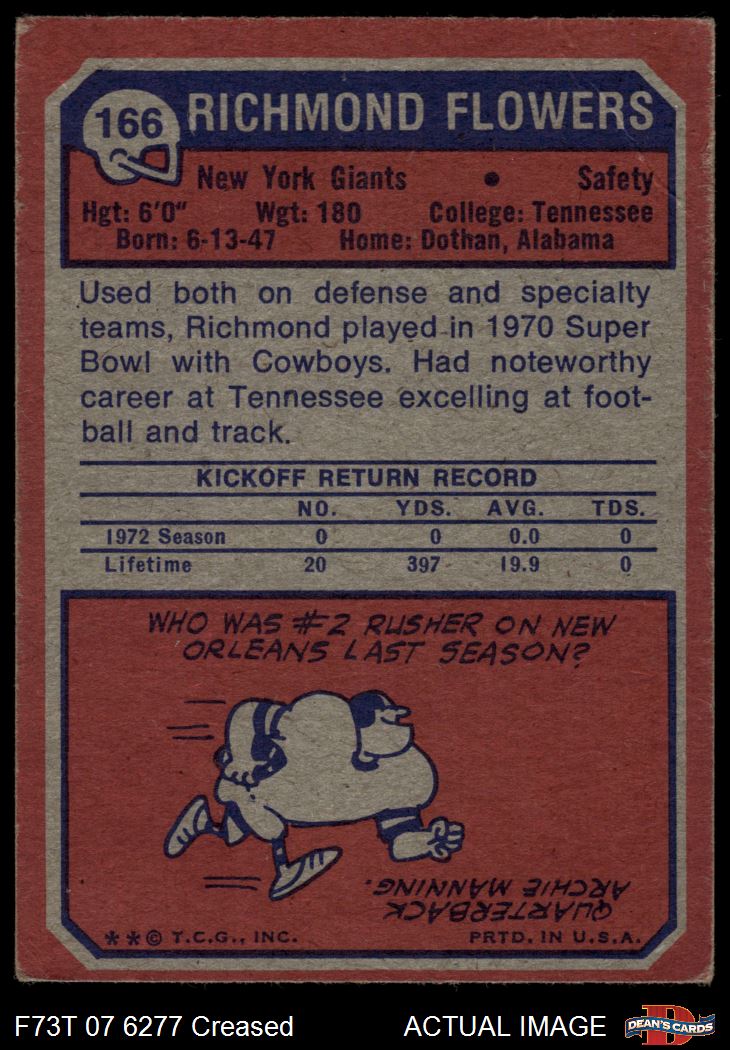 166
RICHMOND FLOWERS
New York Giants • Safety
Hgt: 6'0" Wgt: 180 College: Tennessee
Born: 6-13-47 Home: Dothan, Alabama
Used both on defense and specialty
teams, Richmond played in 1970 Super
Bowl with Cowboys. Had noteworthy
career at Tennessee excelling at foot-
ball and track.
KICKOFF RETURN RECORD
NO. YDS. AVG. TDS.
1972 Season 0 0 0.0 0
Lifetime 20 397 19.9 0
WHO WAS #2 RUSHER ON NEW
ORLEANS LAST SEASON?
QUARTERBACK
ARCHIE MANNING.
**© T.C.G., INC. PRTD. IN U.S.A.
F73T 07 6277 Creased ACTUAL IMAGE
D
DEAN'S CARDS